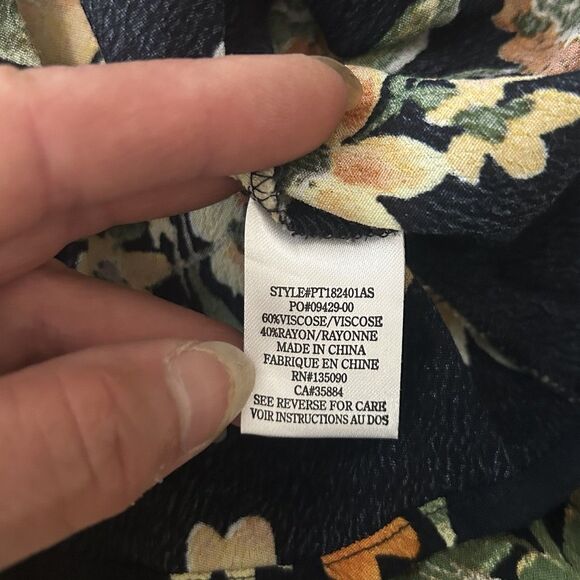 STYLE#PT182401AS
PO#09429-00
60%VISCOSE/VISCOSE
40%RAYON/RAYONNE
MADE IN CHINA
FABRIQUE EN CHINE
RN#135090
CA#35884
SEE REVERSE FOR CARE
VOIR INSTRUCTIONS AU DOS